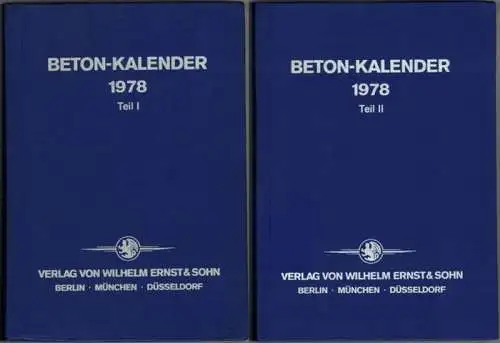 BETON-KALENDER
1978
Teil I
VERLAG VON WILHELM ERNST & SOHN
BERLIN · MÜNCHEN · DÜSSELDORF
BETON-KALENDER
1978
Teil II
VERLAG VON WILHELM ERNST & SOHN
BERLIN · MÜNCHEN · DÜSSELDORF